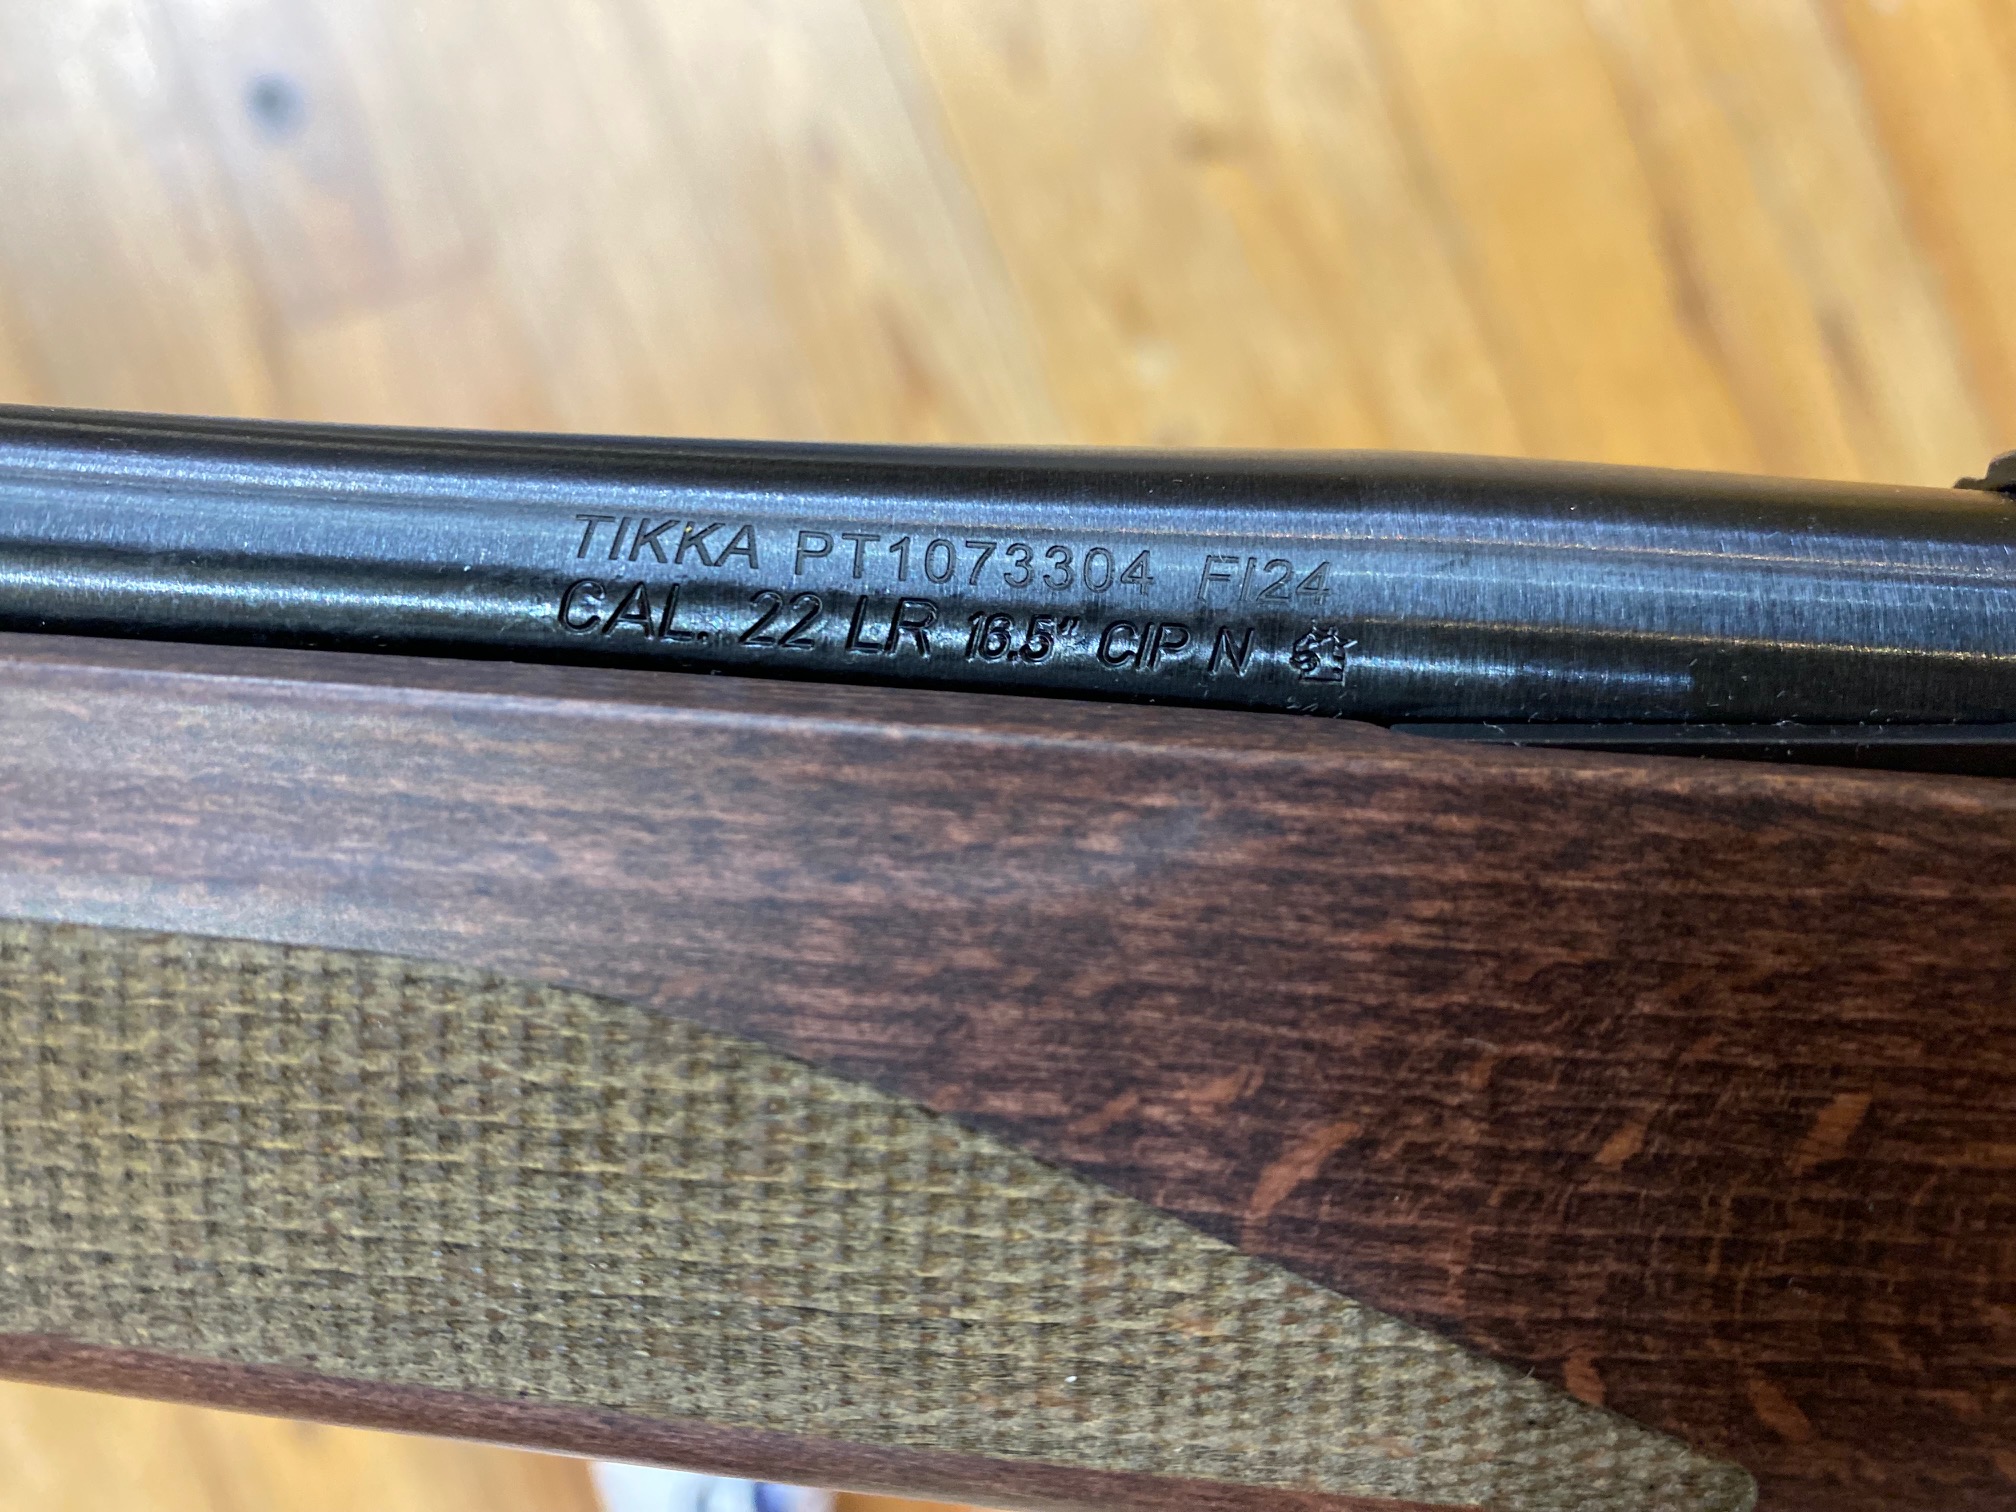 TIKKA PT1073304 FI24
CAL. 22 LR 16.5" CIP N